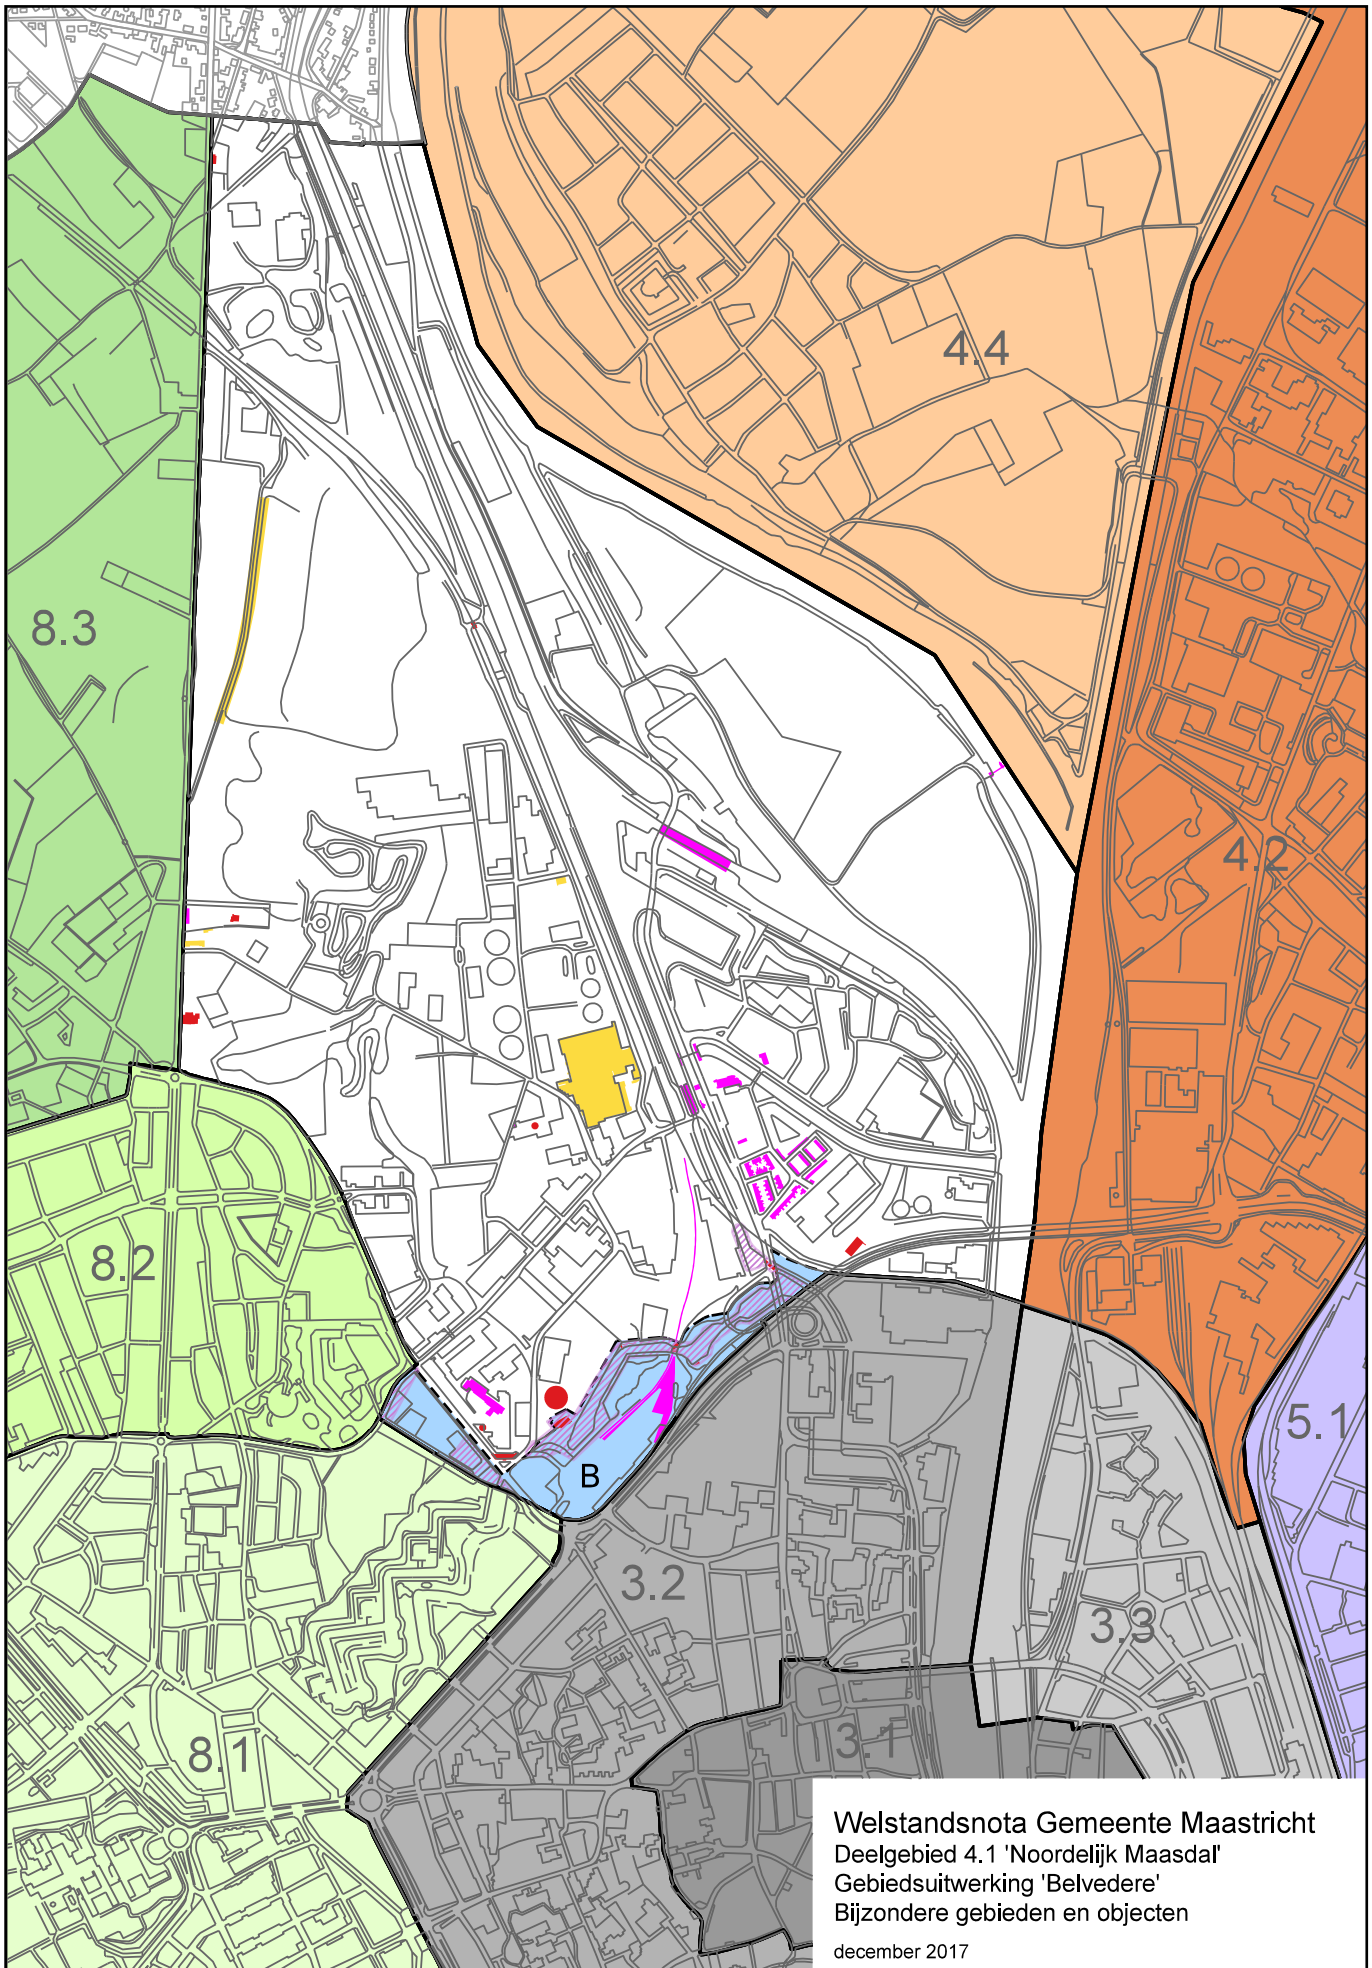 4.4
8.3
4.2
8.2
5.1
B
3.2
3.3
8.1
3.1
Welstandsnota Gemeente Maastricht
Deelgebied 4.1 'Noordelijk Maasdal'
Gebiedsuitwerking 'Belvedere'
Bijzondere gebieden en objecten
december 2017